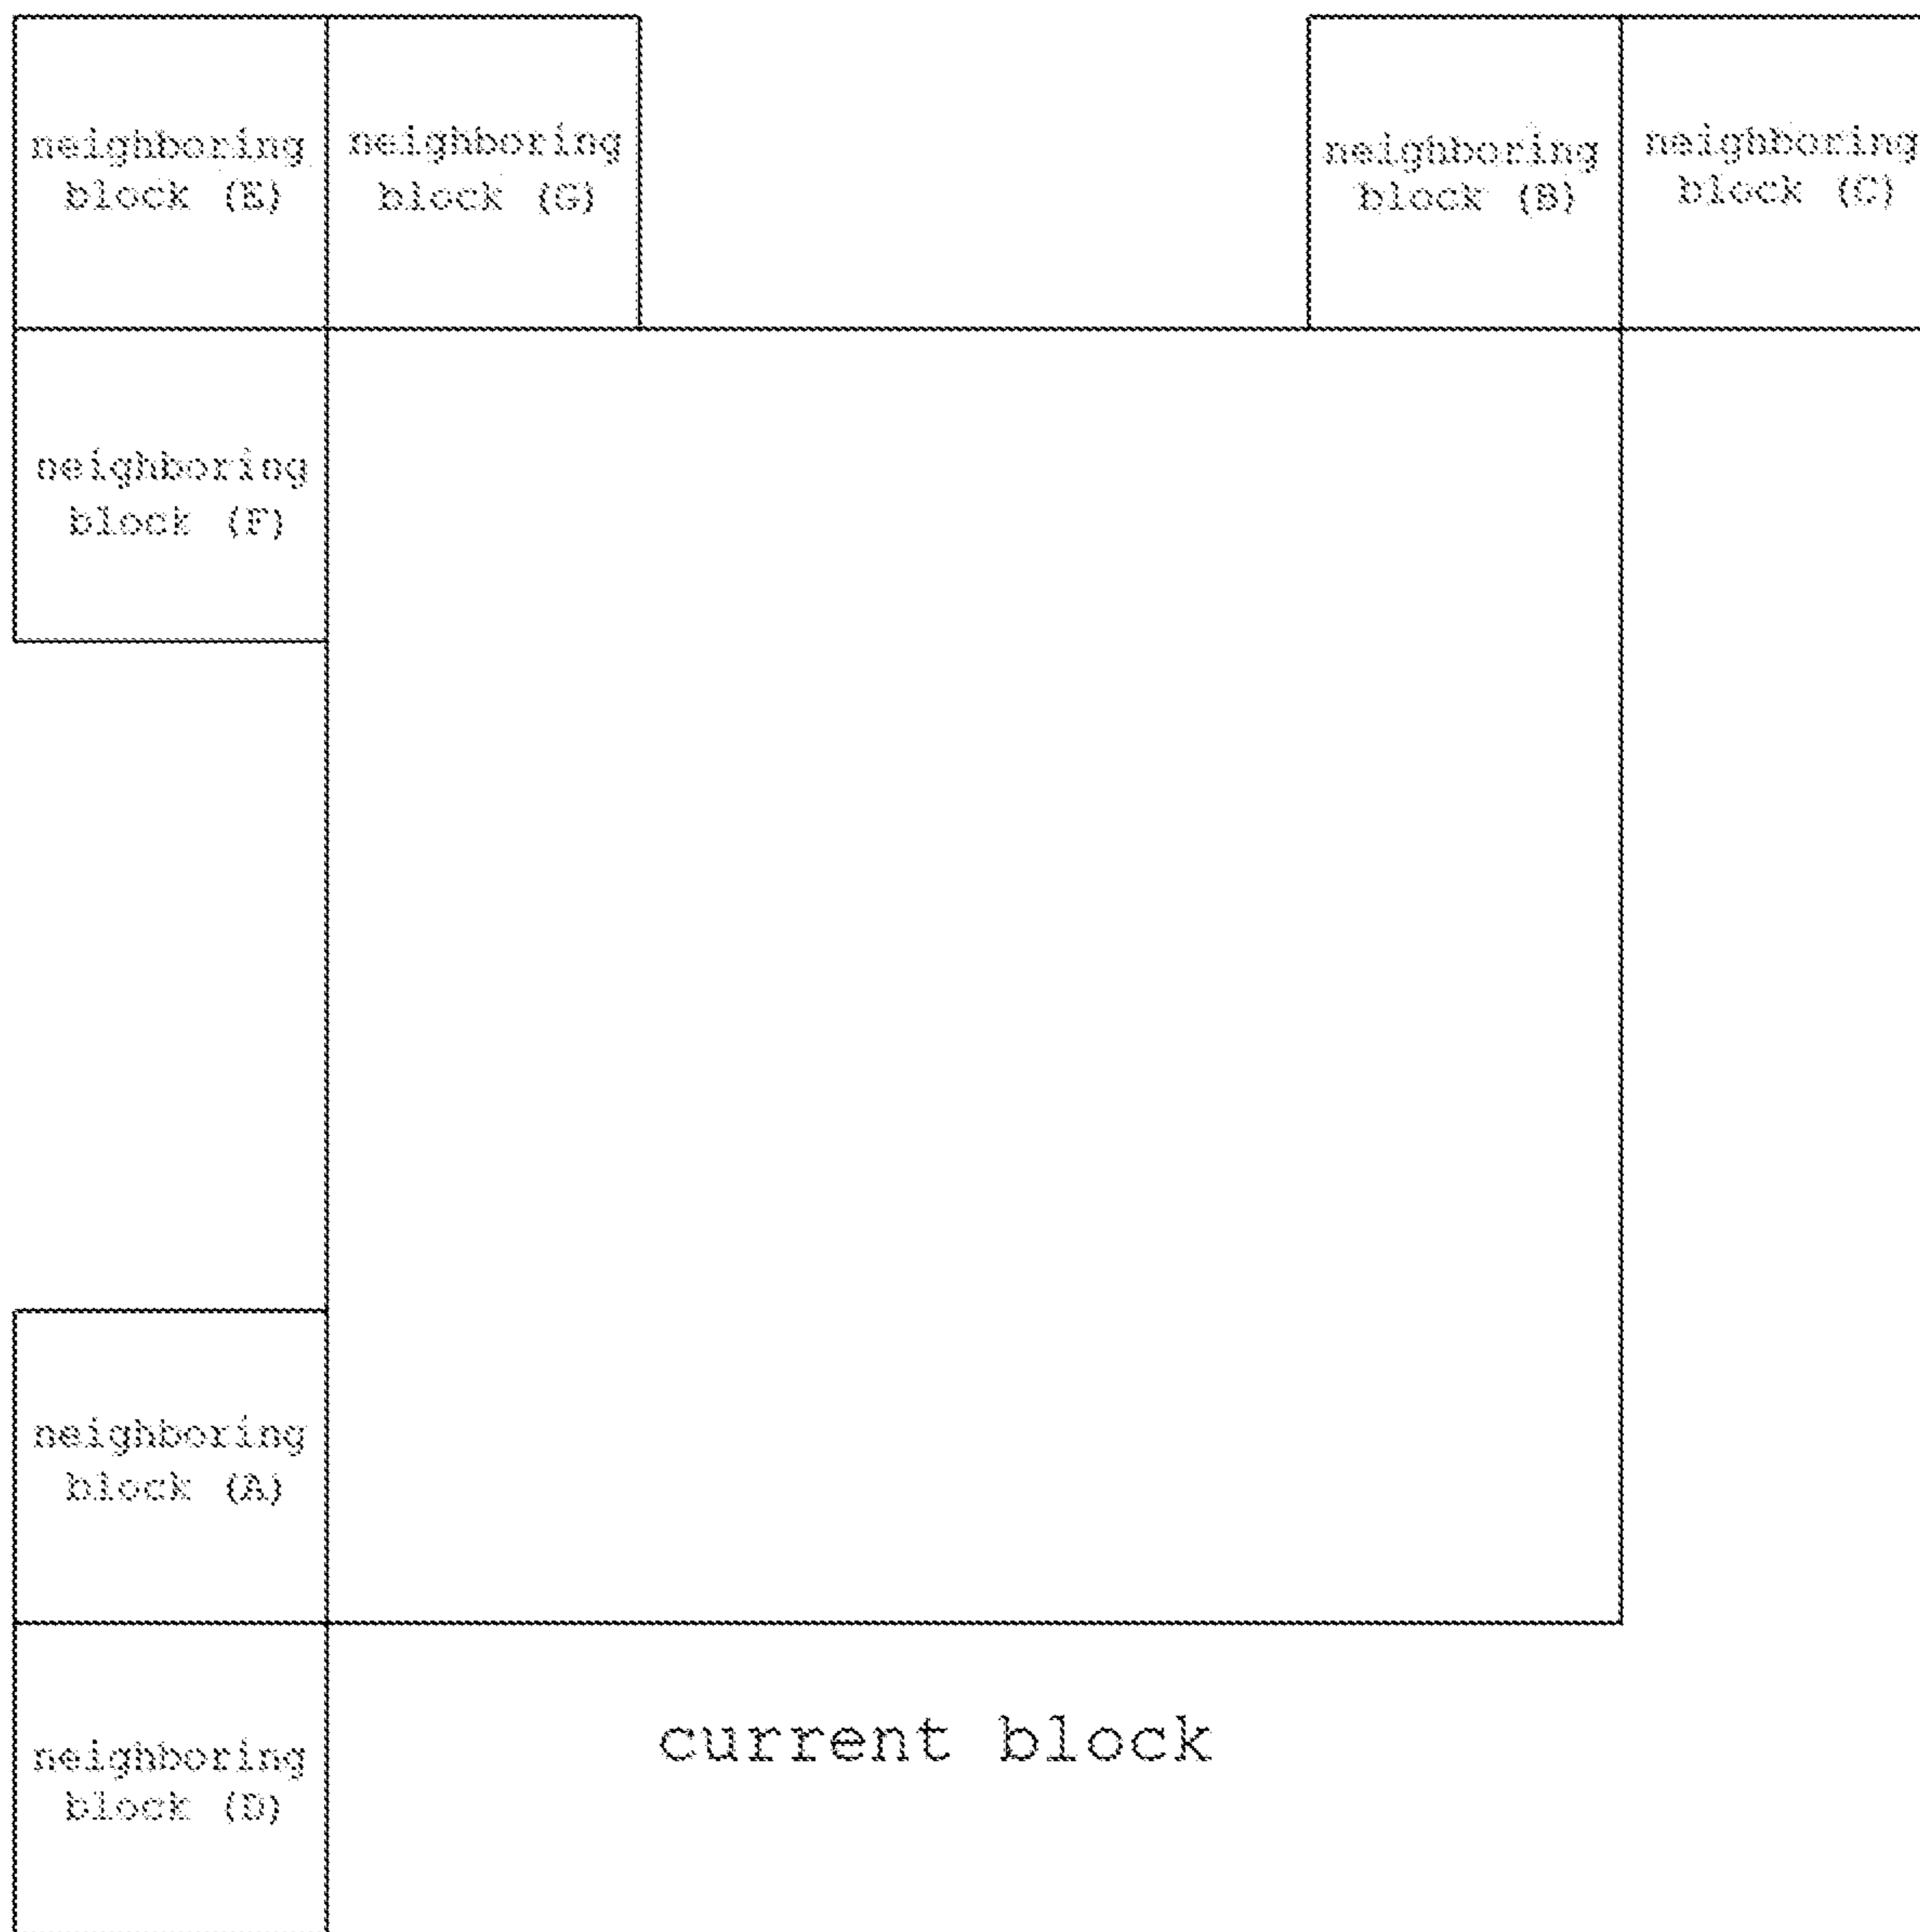 neighboring
block (E)
neighboring
block (G)
neighboring
block (B)
neighboring
block (C)
neighboring
block (F)
neighboring
block (A)
neighboring
block (D)
current block